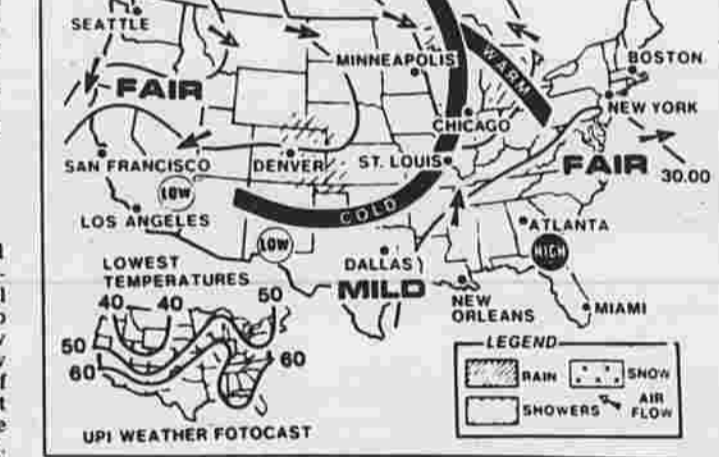 SEATTLE
MINNEAPOLIS
WARM
BOSTON
FAIR
NEW YORK
CHICAGO
SAN FRANCISCO
DENVER
ST. LOUIS
FAIR
30.00
LOW
COLD
LOS ANGELES
ATLANTA
LOW
HIGH
DALLAS
MILD
LOWEST
TEMPERATURES
40
40
50
NEW
ORLEANS
MIAMI
50
60
60
LEGEND
RAIN
SNOW
SHOWERS
AIR
FLOW
UPI WEATHER FOTOCAST